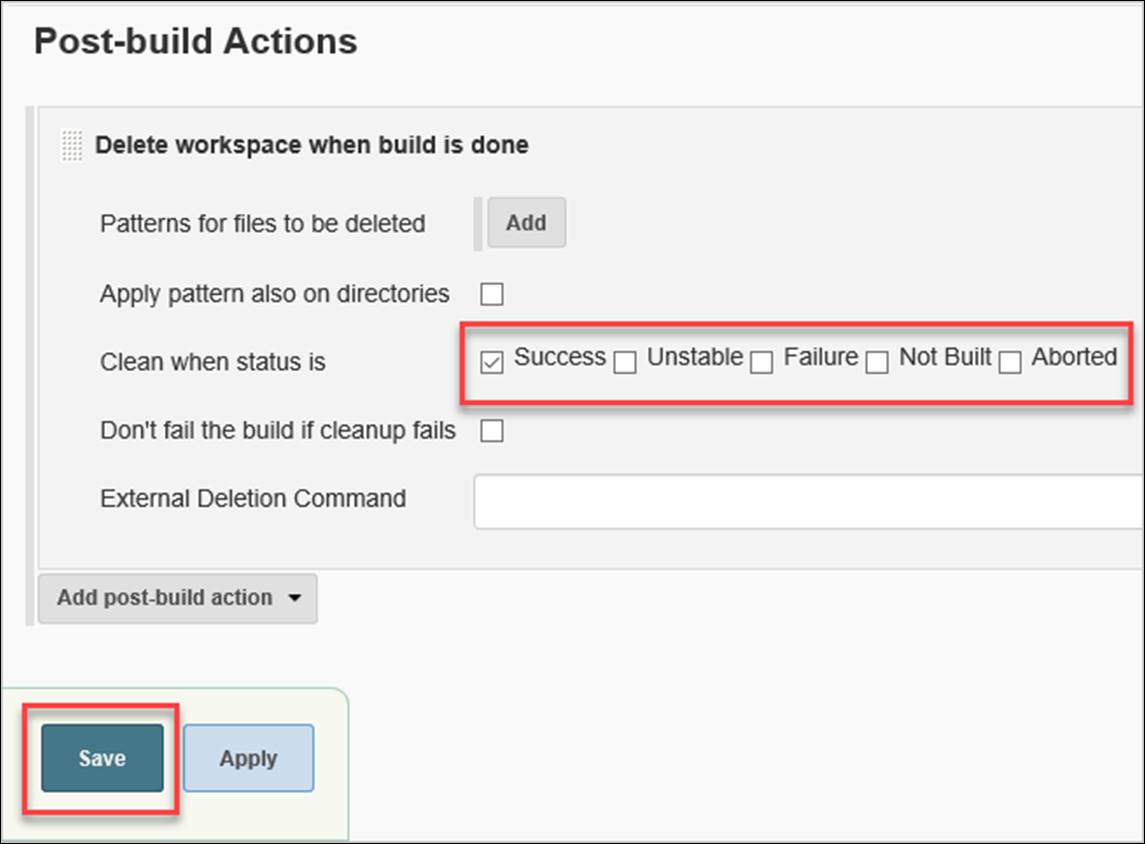 Post-build Actions
Delete workspace when build is done
Patterns for files to be deleted Add
Apply pattern also on directories
Clean when status is Success Unstable Failure Not Built Aborted
Don't fail the build if cleanup fails
External Deletion Command
Add post-build action
Save Apply